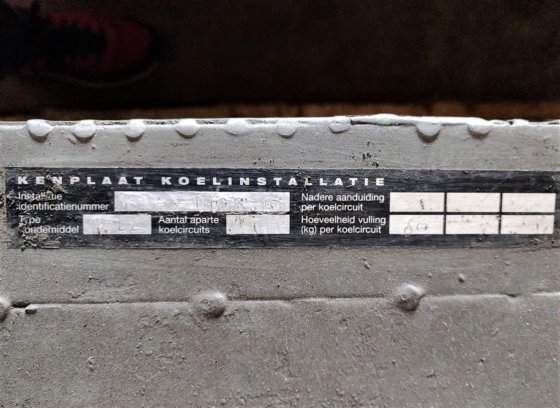 KENPLAAT KOELINSTALLATIE
Installatie
identificatienummer
Nadere aanduiding
per koelcircuit
Type
koudemiddel
Aantal aparte
koelcircuits
Hoeveelheid vulling
(kg) per koelcircuit